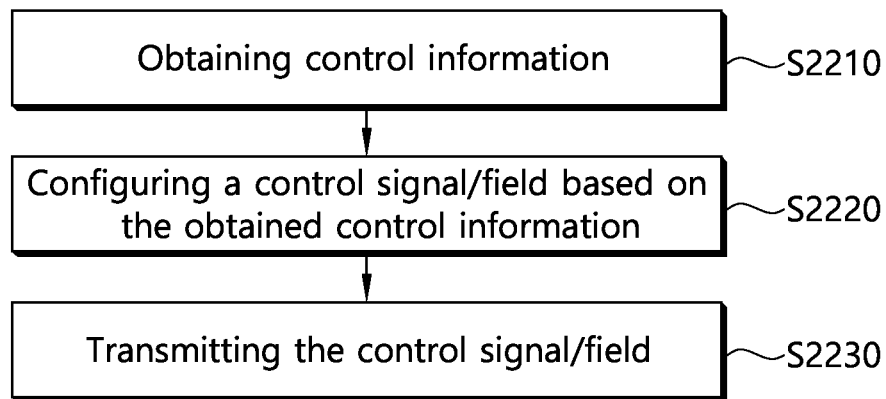 Obtaining control information
S2210
Configuring a control signal/field based on
the obtained control information
S2220
Transmitting the control signal/field
S2230